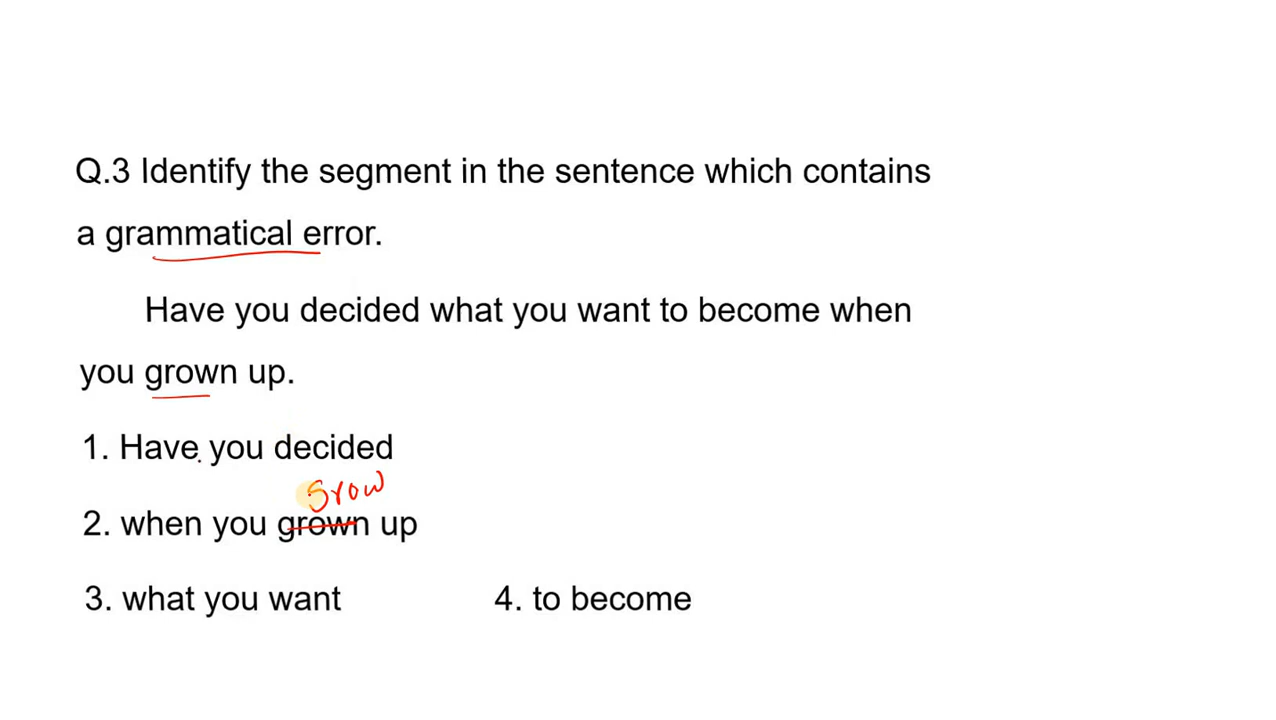 Q.3 Identify the segment in the sentence which contains
a grammatical error.
Have you decided what you want to become when
you grown up.
1. Have you decided
grow
2. when you grown up
3. what you want 4. to become